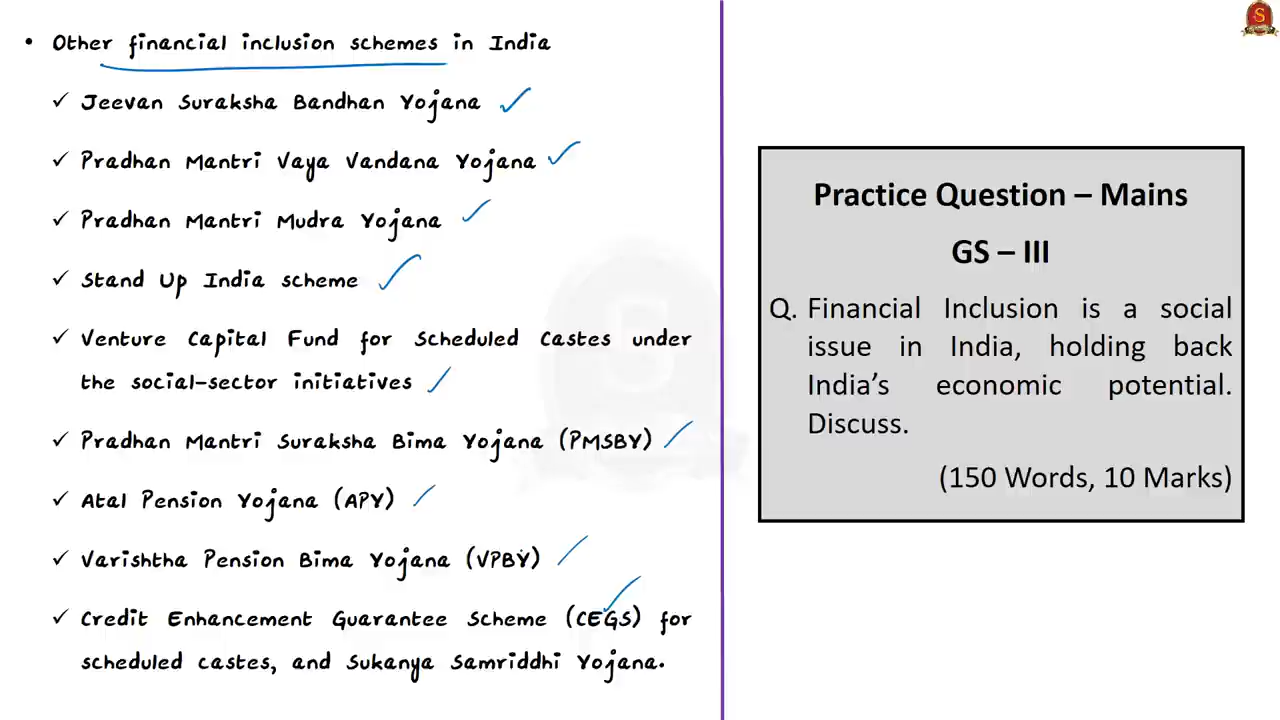 • Other financial inclusion schemes in India
✓ Jeevan Suraksha Bandhan Yojana
✓ Pradhan Mantri Vaya Vandana Yojana
✓ Pradhan Mantri Mudra Yojana
✓ Stand Up India scheme
✓ Venture Capital Fund for Scheduled Castes under
the social-sector initiatives
✓ Pradhan Mantri Suraksha Bima Yojana (PMSBY)
✓ Atal Pension Yojana (APY)
✓ Varishtha Pension Bima Yojana (VPBY)
✓ Credit Enhancement Guarantee Scheme (CEGS) for
scheduled castes, and Sukanya Samriddhi Yojana.
Practice Question – Mains
GS – III
Q. Financial Inclusion is a social
issue in India, holding back
India’s economic potential.
Discuss.
(150 Words, 10 Marks)